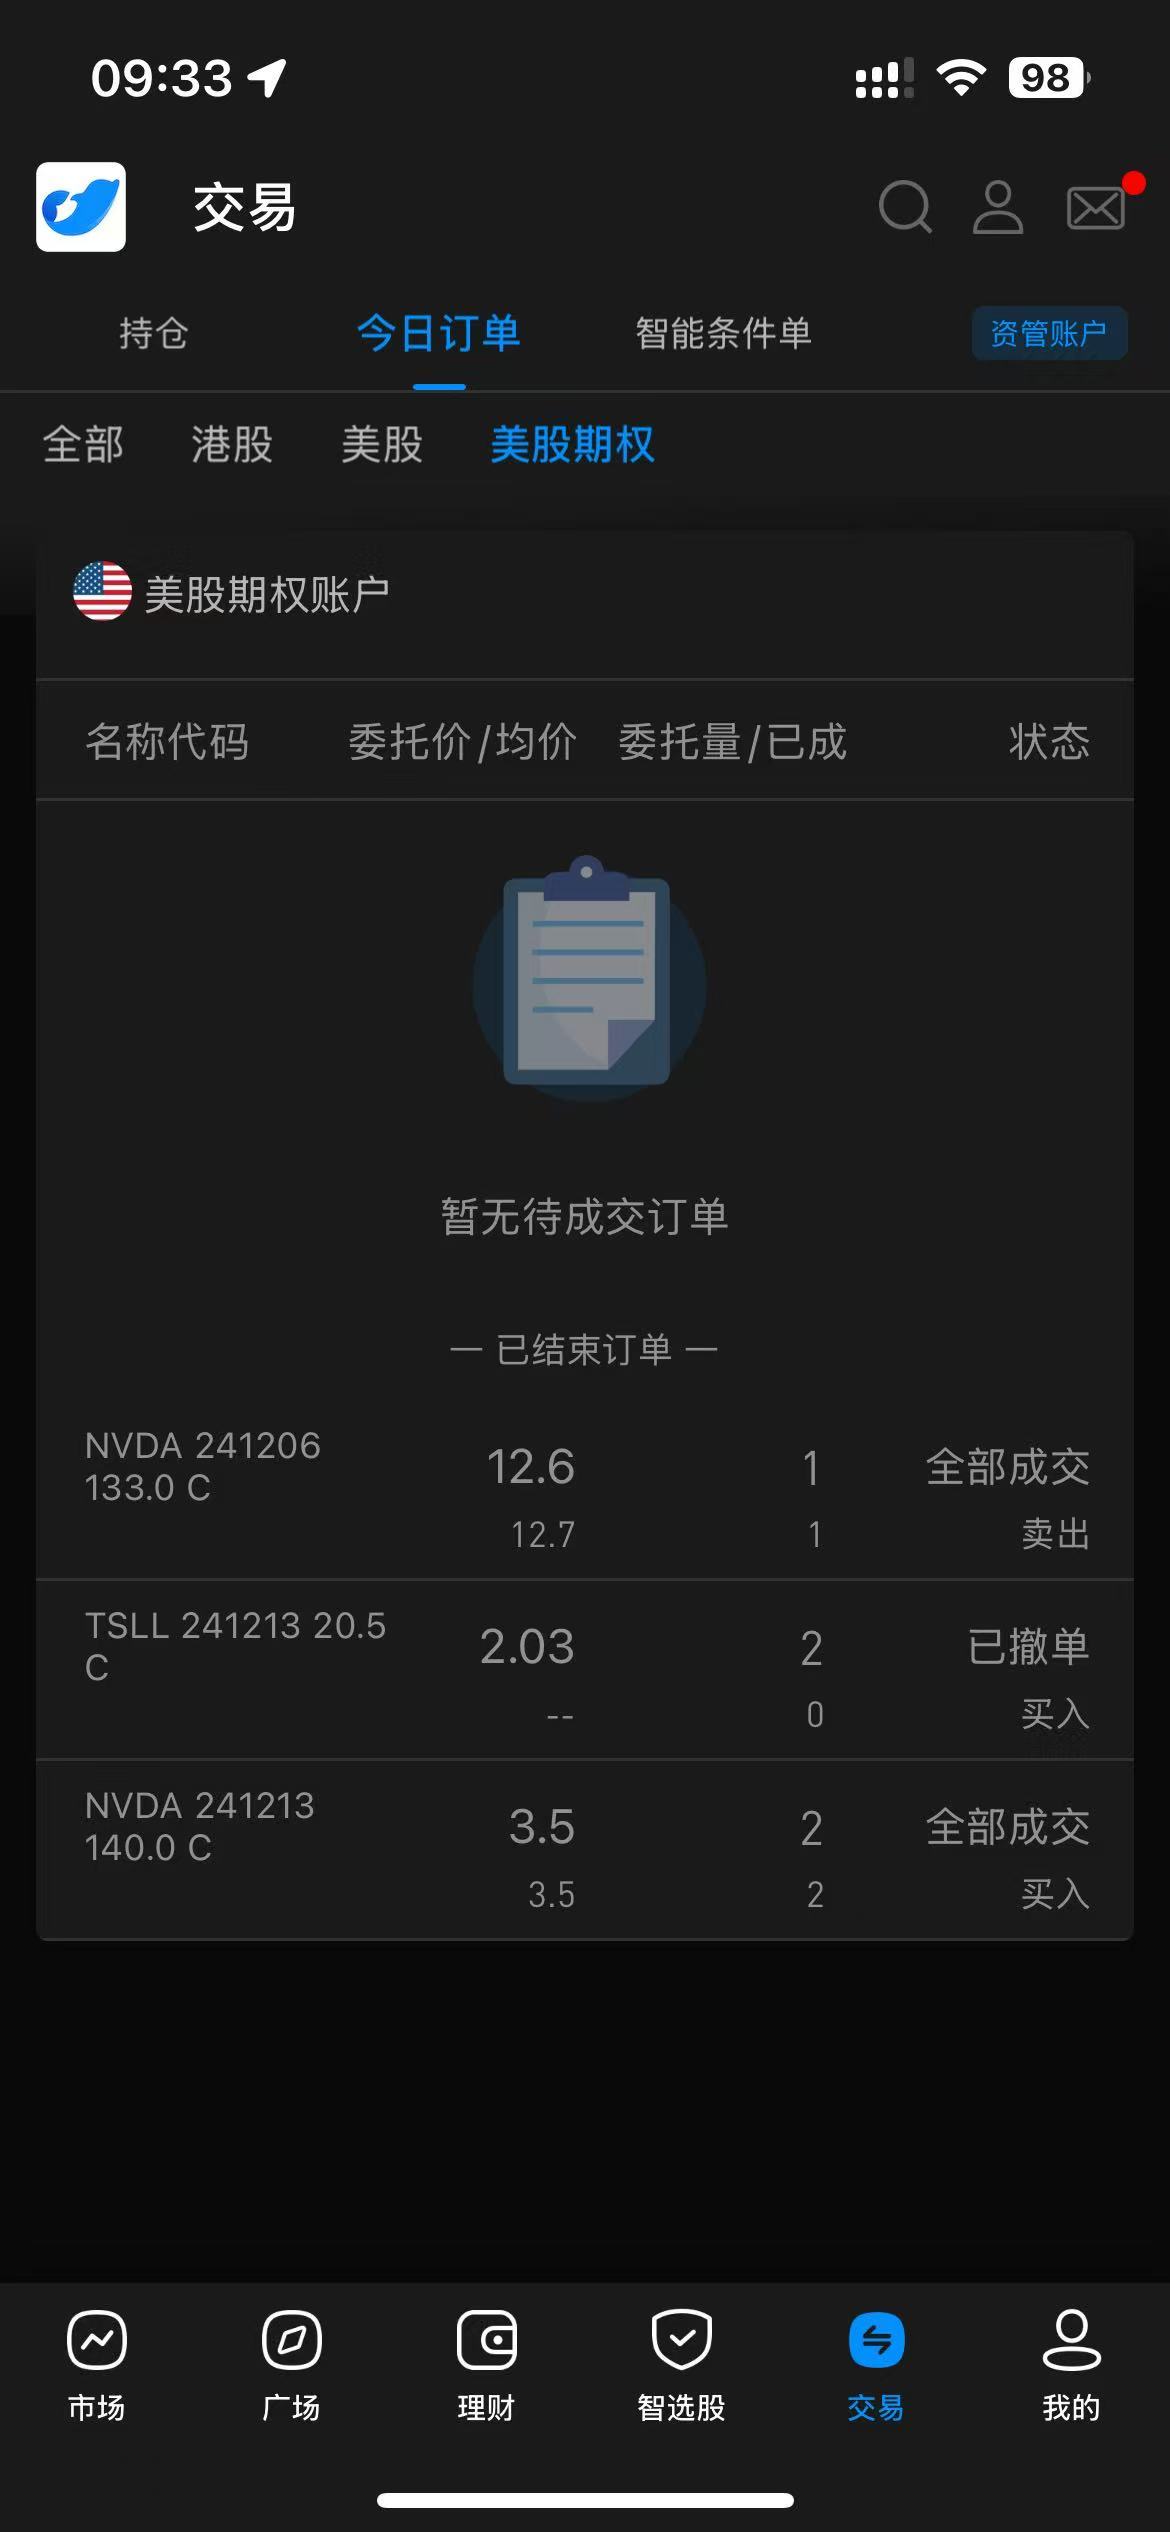 09:33
98
交易
持仓 今日订单 智能条件单 资管账户
全部 港股 美股 美股期权
美股期权账户
名称代码 委托价/均价 委托量/已成 状态
暂无待成交订单
— 已结束订单 —
NVDA 241206 12.6 1 全部成交
133.0 C 12.7 1 卖出
TSLL 241213 20.5 2.03 2 已撤单
C -- 0 买入
NVDA 241213 3.5 2 全部成交
140.0 C 3.5 2 买入
市场 广场 理财 智选股 交易 我的